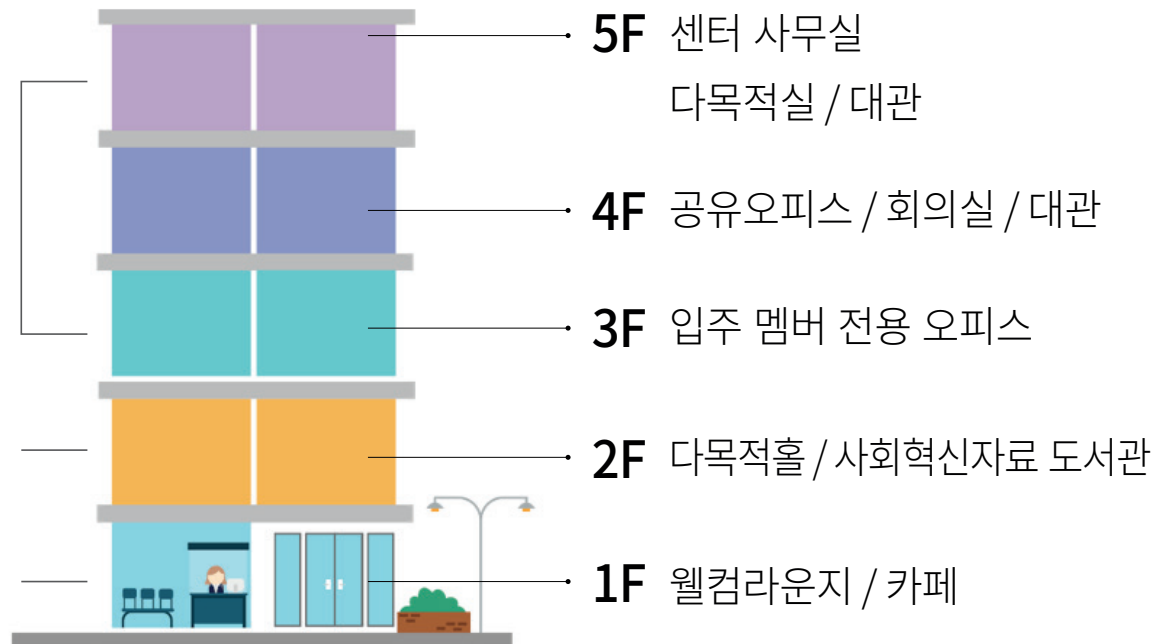 5F 센터 사무실
다목적실 / 대관
4F 공유오피스 / 회의실 / 대관
3F 입주 멤버 전용 오피스
2F 다목적홀 / 사회혁신자료 도서관
1F 웰컴라운지 / 카페